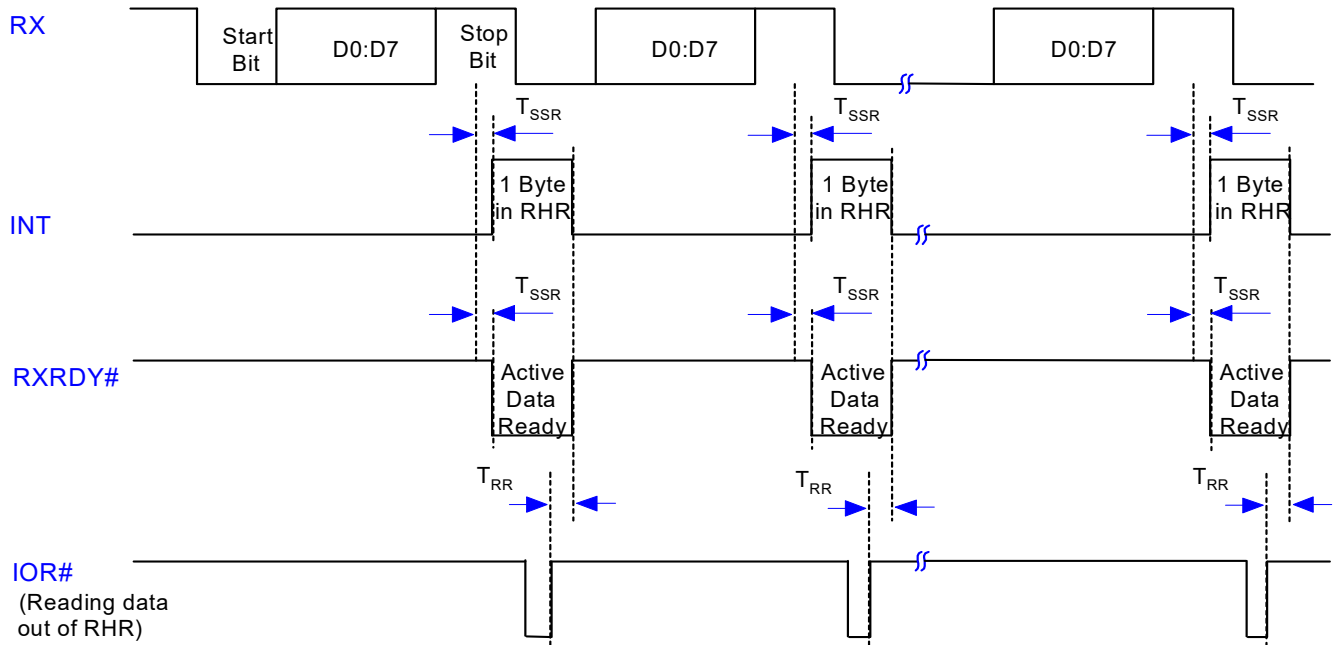 RX
Start
Bit
D0:D7
Stop
Bit
D0:D7
D0:D7
TSSR
TSSR
TSSR
INT
1 Byte
in RHR
1 Byte
in RHR
1 Byte
in RHR
TSSR
TSSR
TSSR
RXRDY#
Active
Data
Ready
Active
Data
Ready
Active
Data
Ready
TRR
TRR
TRR
IOR#
(Reading data
out of RHR)